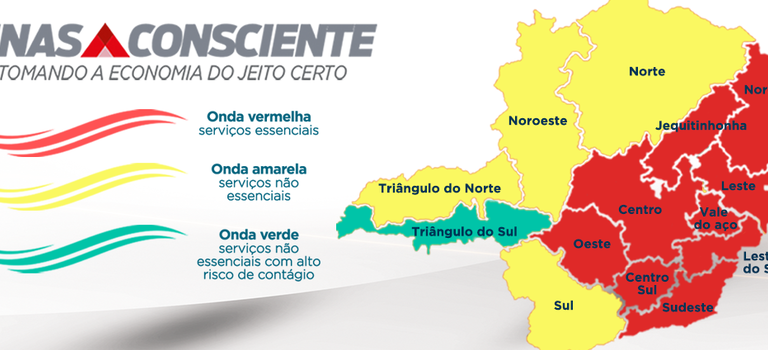 NAS CONSCIENTE
TOMANDO A ECONOMIA DO JEITO CERTO
Onda vermelha
serviços essenciais
Onda amarela
serviços não
essenciais
Onda verde
serviços não
essenciais com alto
risco de contágio
Norte
Nor
Noroeste
Jequitinhonha
Triângulo do Norte
Leste
Centro
Vale
do aço
Triângulo do Sul
Oeste
Lest
do S
Centro
Sul
Sul
Sudeste